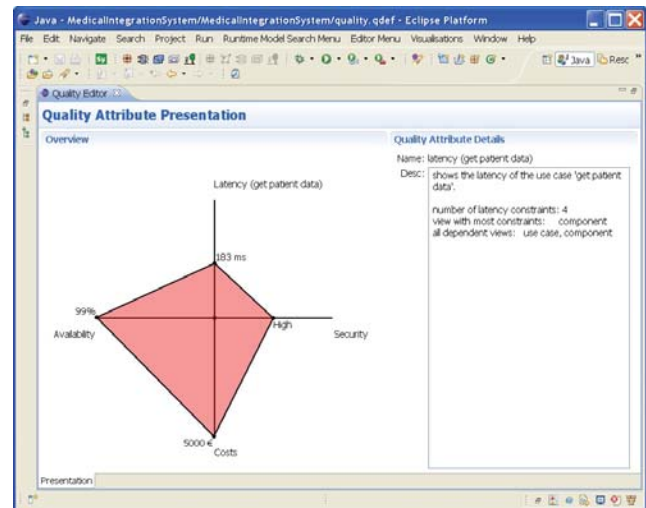 Java - MedicalIntegrationSystem/MedicalIntegrationSystem/quality.qdef - Eclipse Platform
File Edit Navigate Search Project Run Runtime Model Search Menu Editor Menu Visualisations Window Help
Java Resc
Quality Editor
Quality Attribute Presentation
Overview
Quality Attribute Details
Name: latency (get patient data)
Desc: shows the latency of the use case 'get patient
data'.
number of latency constraints: 4
view with most constraints: component
all dependent views: use case, component
Latency (get patient data)
183 ms
99%
Availability
High
Security
5000 €
Costs
Presentation